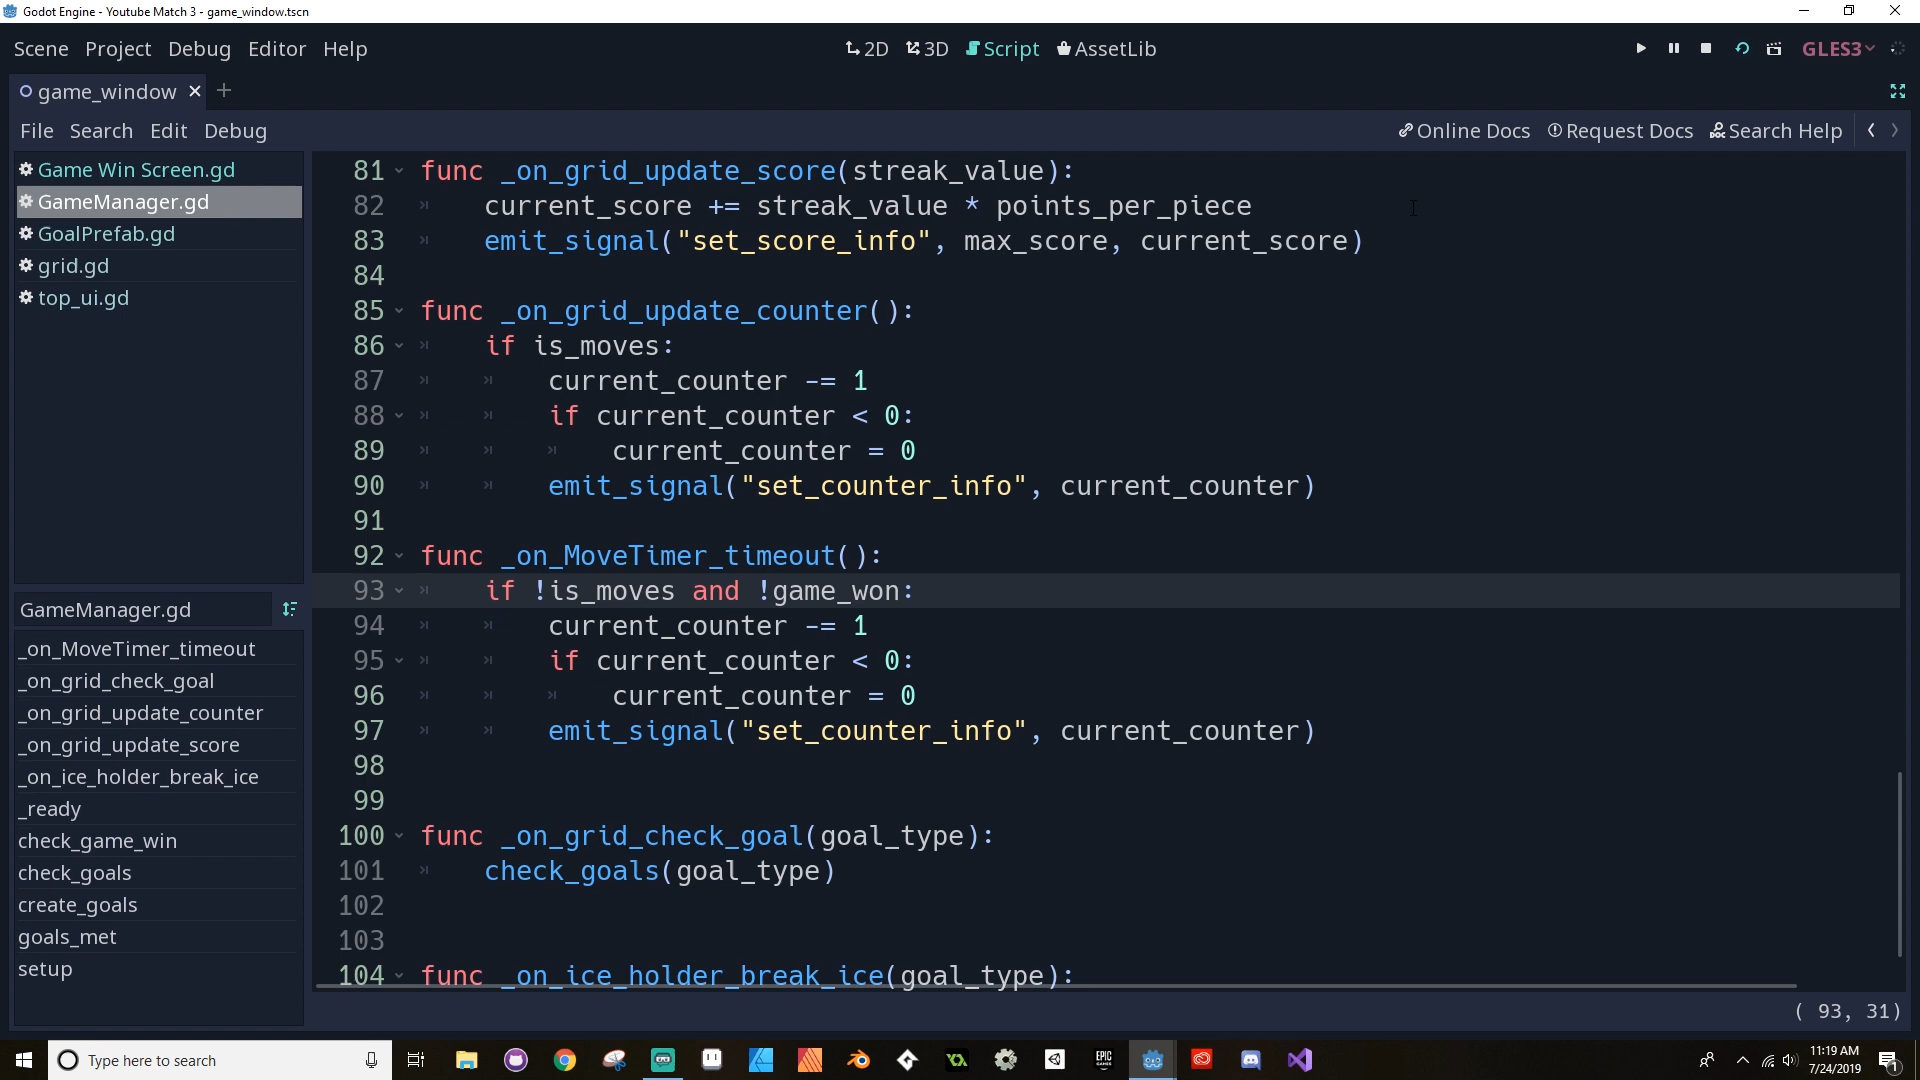 Godot Engine - Youtube Match 3 - game_window.tscn
Scene Project Debug Editor Help
2D 3D Script AssetLib
GLES3
game_window
File Search Edit Debug
Online Docs Request Docs Search Help
Game Win Screen.gd
GameManager.gd
GoalPrefab.gd
grid.gd
top_ui.gd
GameManager.gd
_on_MoveTimer_timeout
_on_grid_check_goal
_on_grid_update_counter
_on_grid_update_score
_on_ice_holder_break_ice
_ready
check_game_win
check_goals
create_goals
goals_met
setup
81 func _on_grid_update_score(streak_value):
82 current_score += streak_value * points_per_piece
83 emit_signal("set_score_info", max_score, current_score)
84
85 func _on_grid_update_counter():
86 if is_moves:
87 current_counter -= 1
88 if current_counter < 0:
89 current_counter = 0
90 emit_signal("set_counter_info", current_counter)
91
92 func _on_MoveTimer_timeout():
93 if !is_moves and !game_won:
94 current_counter -= 1
95 if current_counter < 0:
96 current_counter = 0
97 emit_signal("set_counter_info", current_counter)
98
99
100 func _on_grid_check_goal(goal_type):
101 check_goals(goal_type)
102
103
104 func _on_ice_holder_break_ice(goal_type):
( 93, 31)
Type here to search
EPIC GAMES
11:19 AM
7/24/2019
1